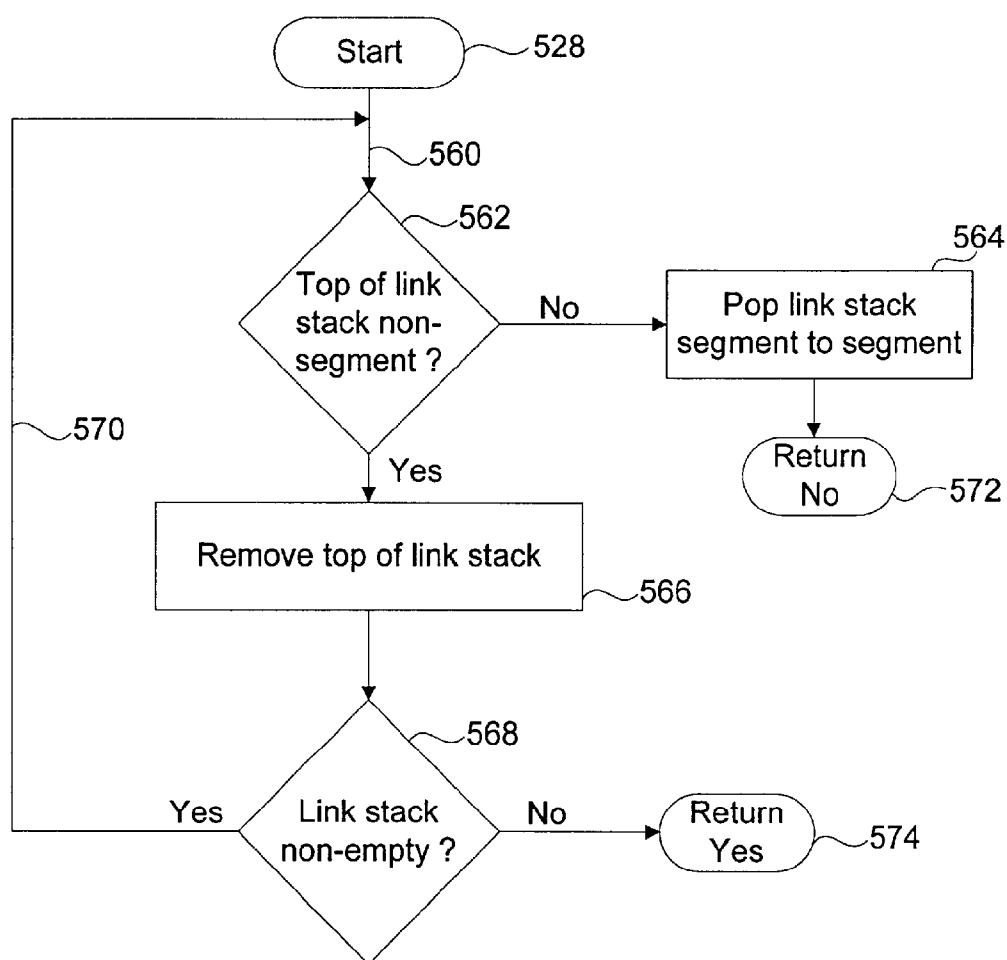 Start
528
560
562
Top of link
stack non-
segment ?
No
564
Pop link stack
segment to segment
570
Yes
Return
No
572
Remove top of link stack
566
568
Yes
Link stack
non-empty ?
No
Return
Yes
574